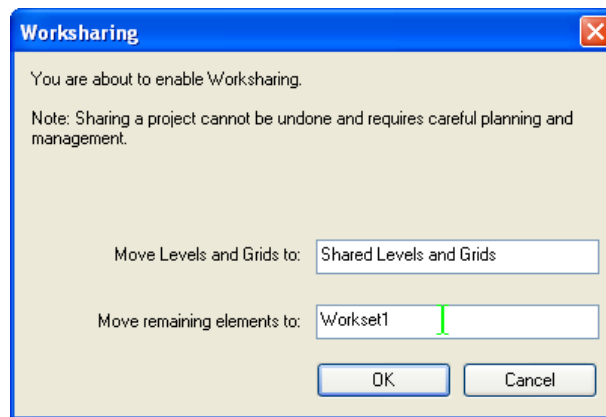 Worksharing
You are about to enable Worksharing.
Note: Sharing a project cannot be undone and requires careful planning and
management.
Move Levels and Grids to: Shared Levels and Grids
Move remaining elements to: Workset1
OK Cancel